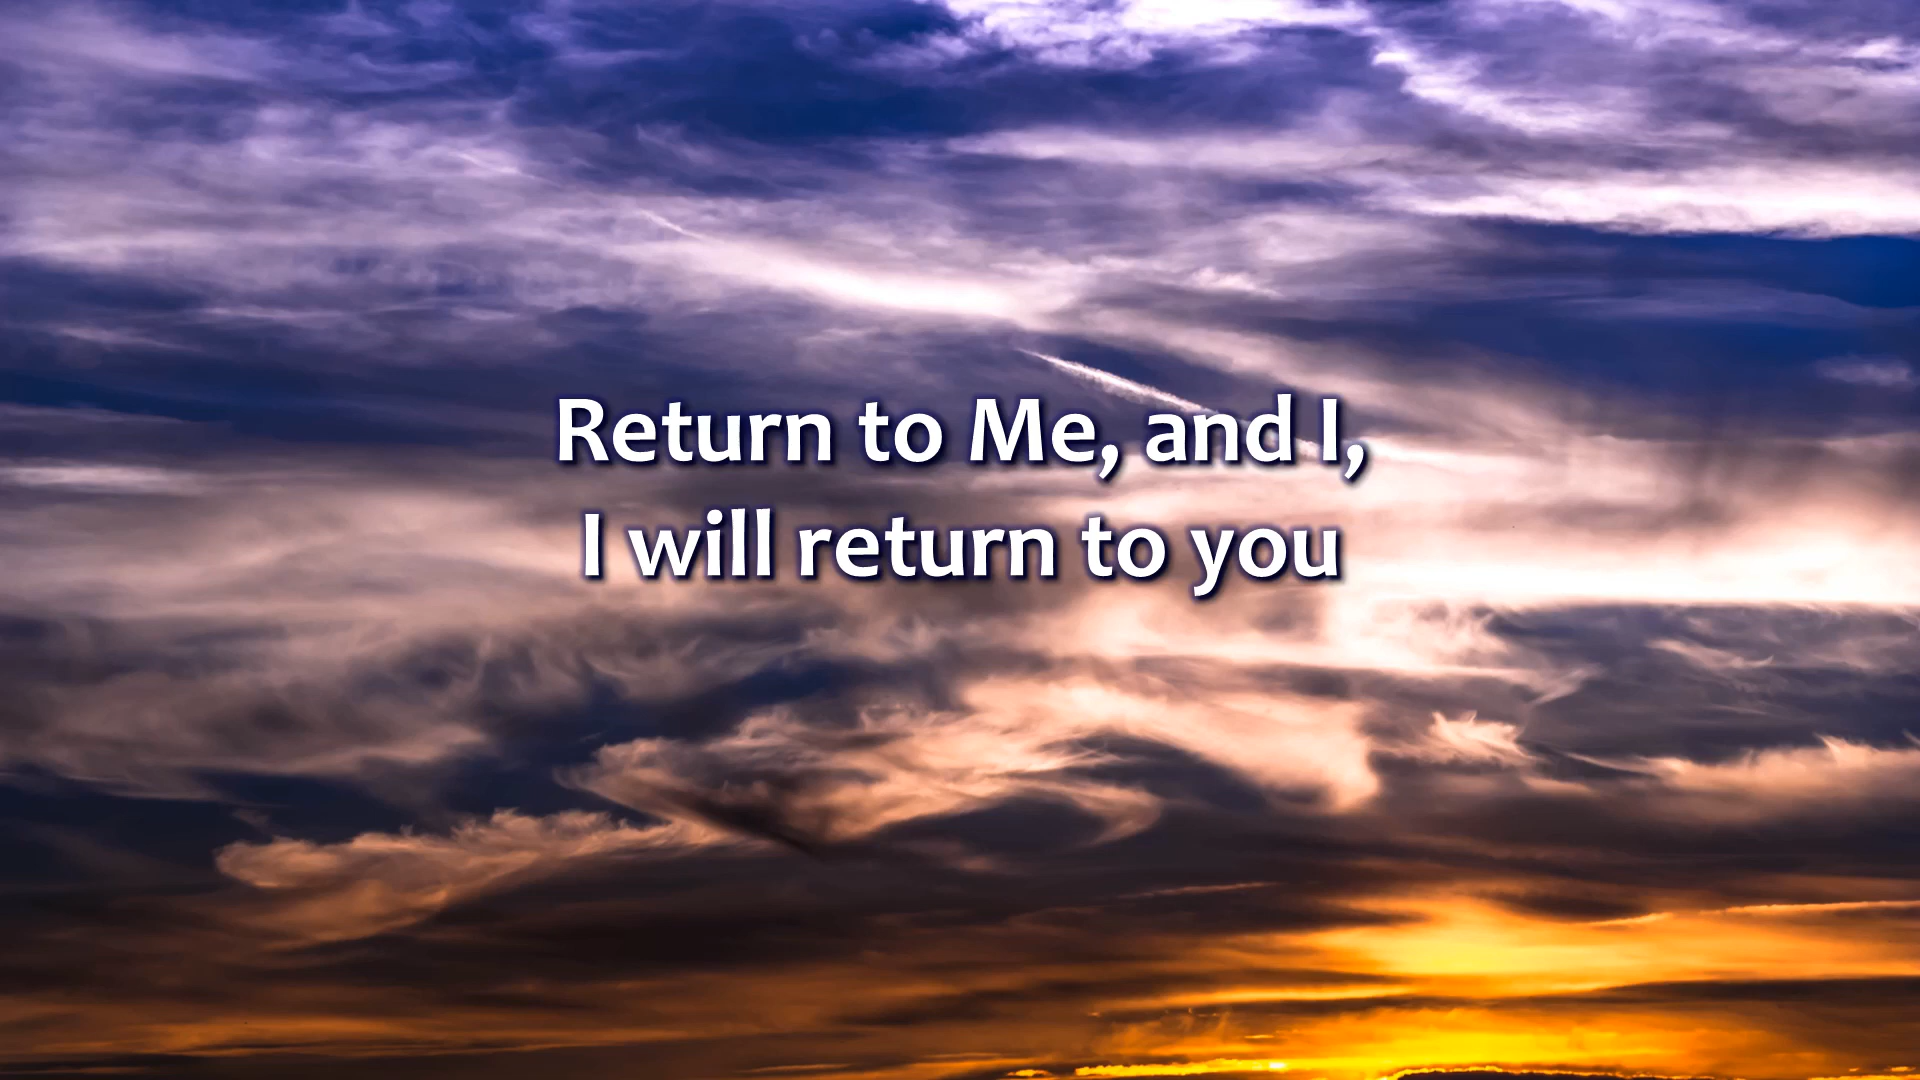 Return to Me, and I,
I will return to you